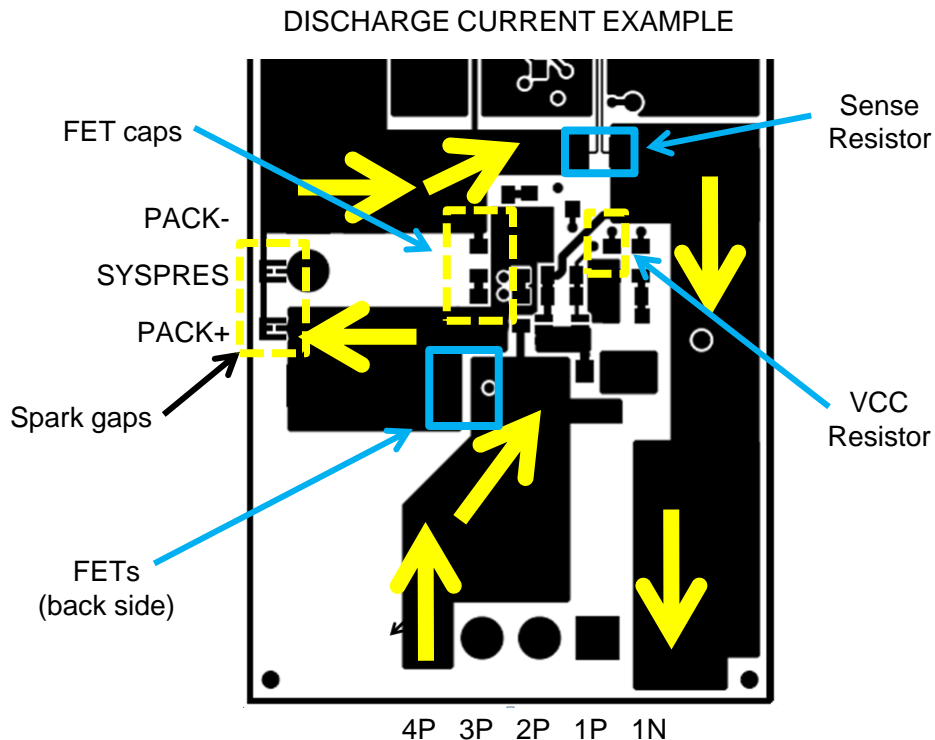 DISCHARGE CURRENT EXAMPLE
FET caps
Sense
Resistor
PACK-
SYSPRES
PACK+
Spark gaps
VCC
Resistor
FETs
(back side)
4P 3P 2P 1P 1N